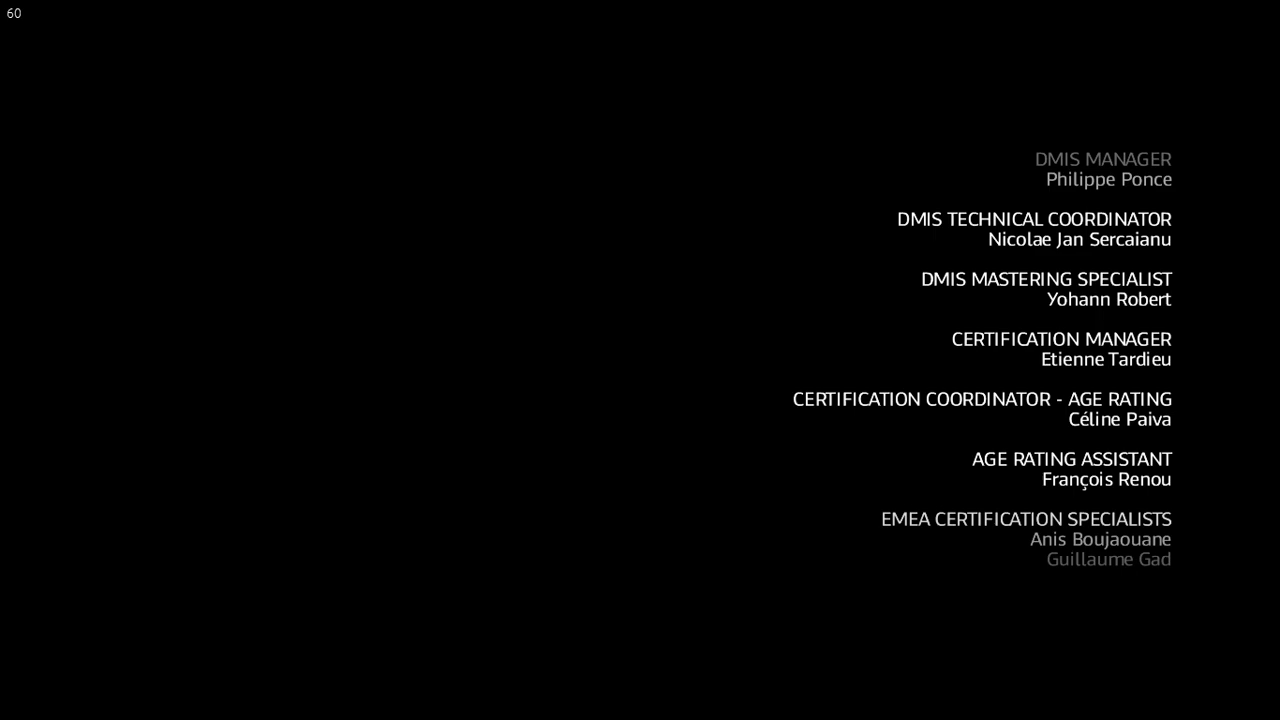 60
DMIS MANAGER
Philippe Ponce
DMIS TECHNICAL COORDINATOR
Nicolae Jan Sercaianu
DMIS MASTERING SPECIALIST
Yohann Robert
CERTIFICATION MANAGER
Etienne Tardieu
CERTIFICATION COORDINATOR - AGE RATING
Céline Paiva
AGE RATING ASSISTANT
François Renou
EMEA CERTIFICATION SPECIALISTS
Anis Boujaouane
Guillaume Gad